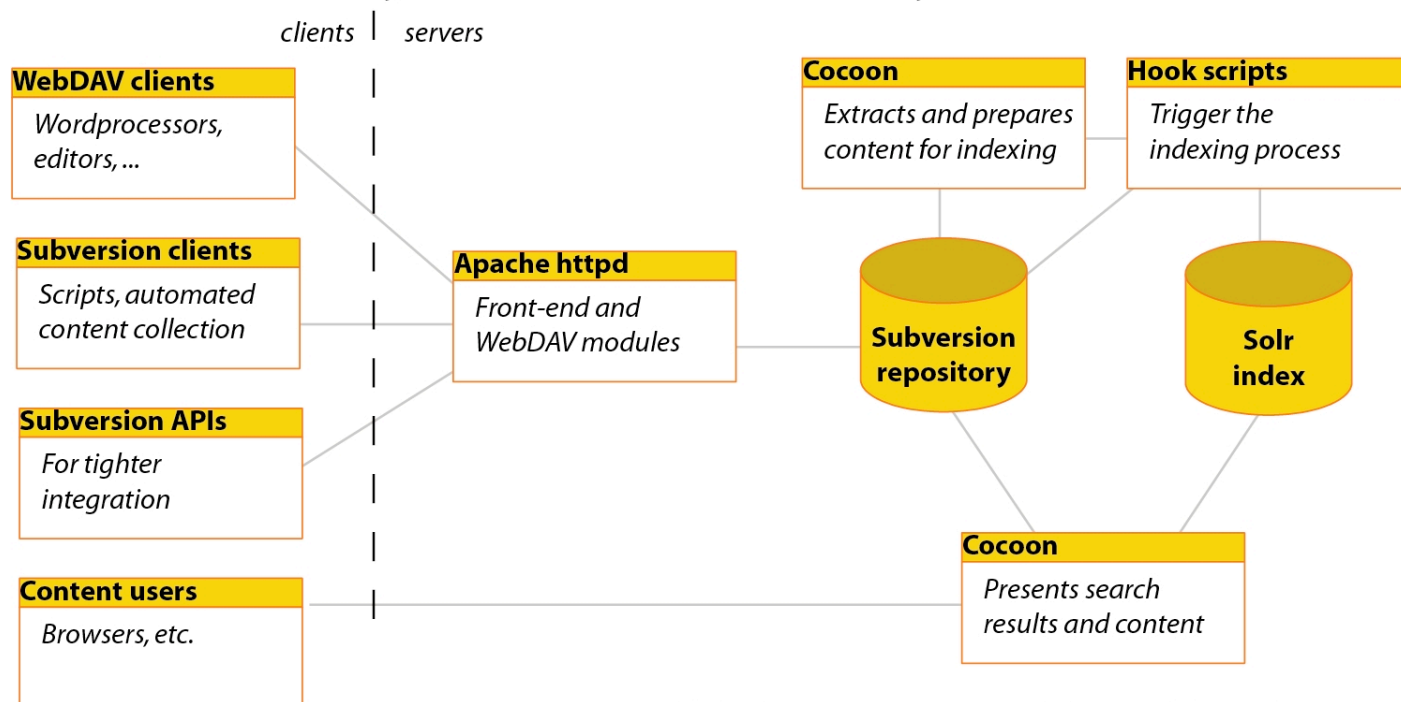 clients
servers
WebDAV clients
Wordprocessors,
editors, ...
Subversion clients
Scripts, automated
content collection
Subversion APIs
For tighter
integration
Content users
Browsers, etc.
Apache httpd
Front-end and
WebDAV modules
Cocoon
Extracts and prepares
content for indexing
Hook scripts
Trigger the
indexing process
Subversion
repository
Solr
index
Cocoon
Presents search
results and content